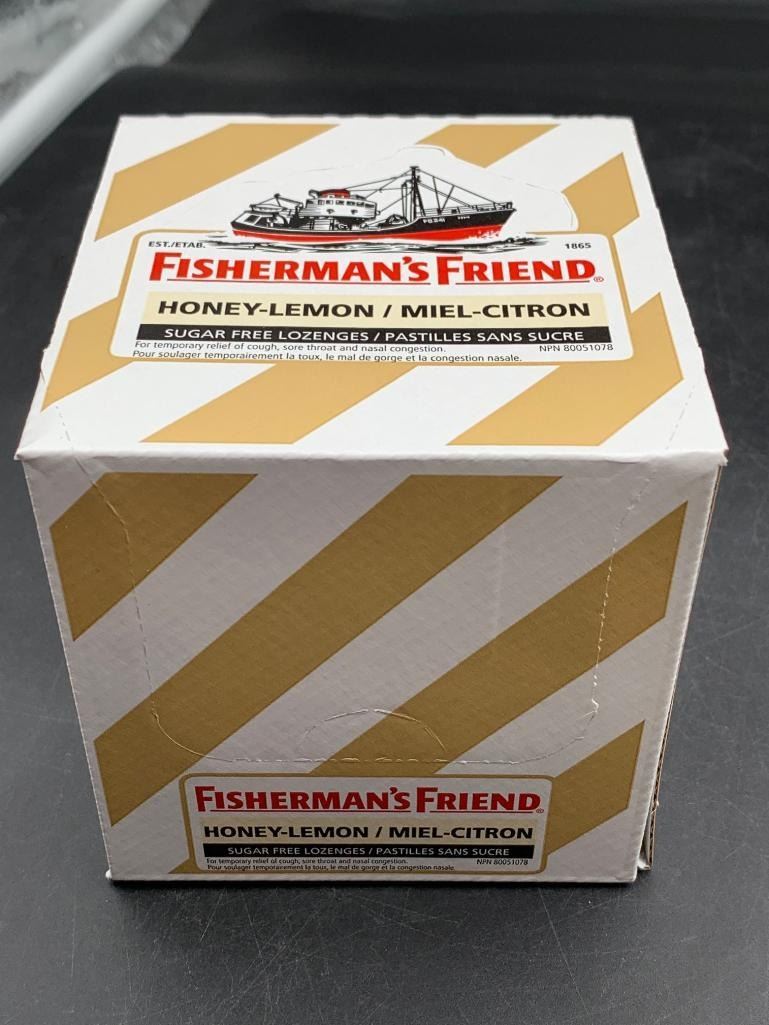 FD.241
EST./ETAB. 1865
FISHERMAN'S FRIEND®
HONEY-LEMON / MIEL-CITRON
SUGAR FREE LOZENGES / PASTILLES SANS SUCRE
For temporary relief of cough, sore throat and nasal congestion. NPN 80051078
Pour soulager temporairement la toux, le mal de gorge et la congestion nasale.
FISHERMAN'S FRIEND®
HONEY-LEMON / MIEL-CITRON
SUGAR FREE LOZENGES / PASTILLES SANS SUCRE
For temporary relief of cough, sore throat and nasal congestion. NPN 80051078
Pour soulager temporairement la toux, le mal de gorge et la congestion nasale.